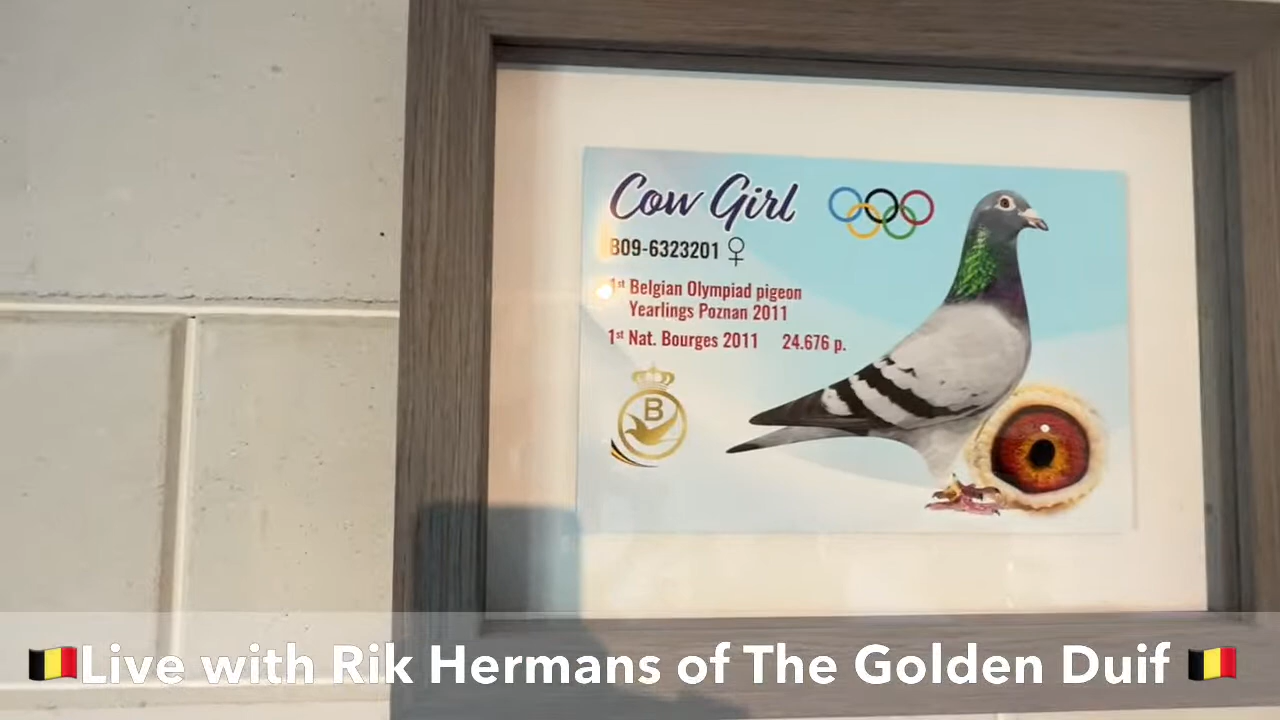 Cow Girl
B09-6323201 ♀
1st Belgian Olympiad pigeon
Yearlings Poznan 2011
1st Nat. Bourges 2011 24.676 p.
B
🇧🇪Live with Rik Hermans of The Golden Duif 🇧🇪